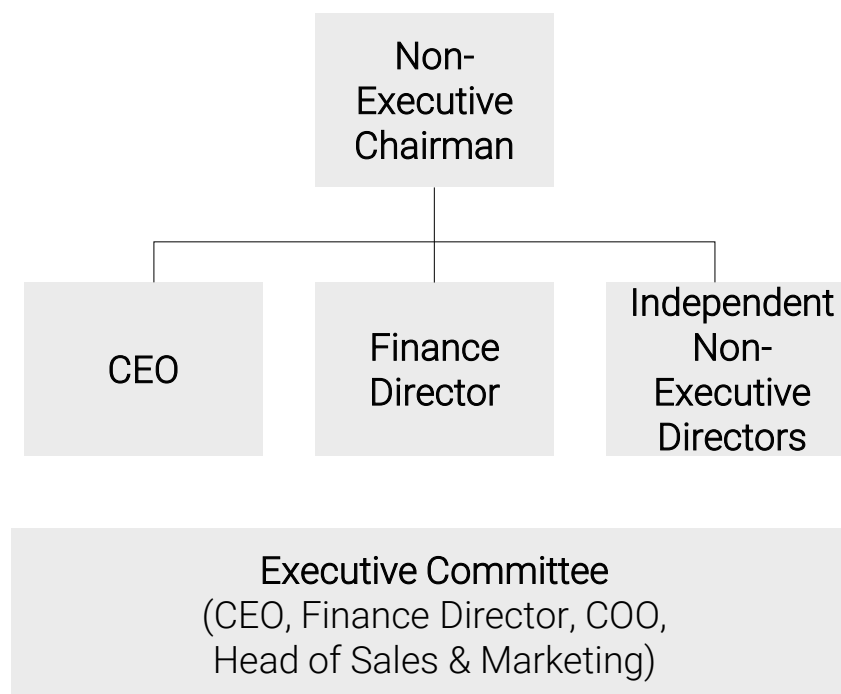 Non-
Executive
Chairman
CEO
Finance
Director
Independent
Non-
Executive
Directors
Executive Committee
(CEO, Finance Director, COO,
Head of Sales & Marketing)